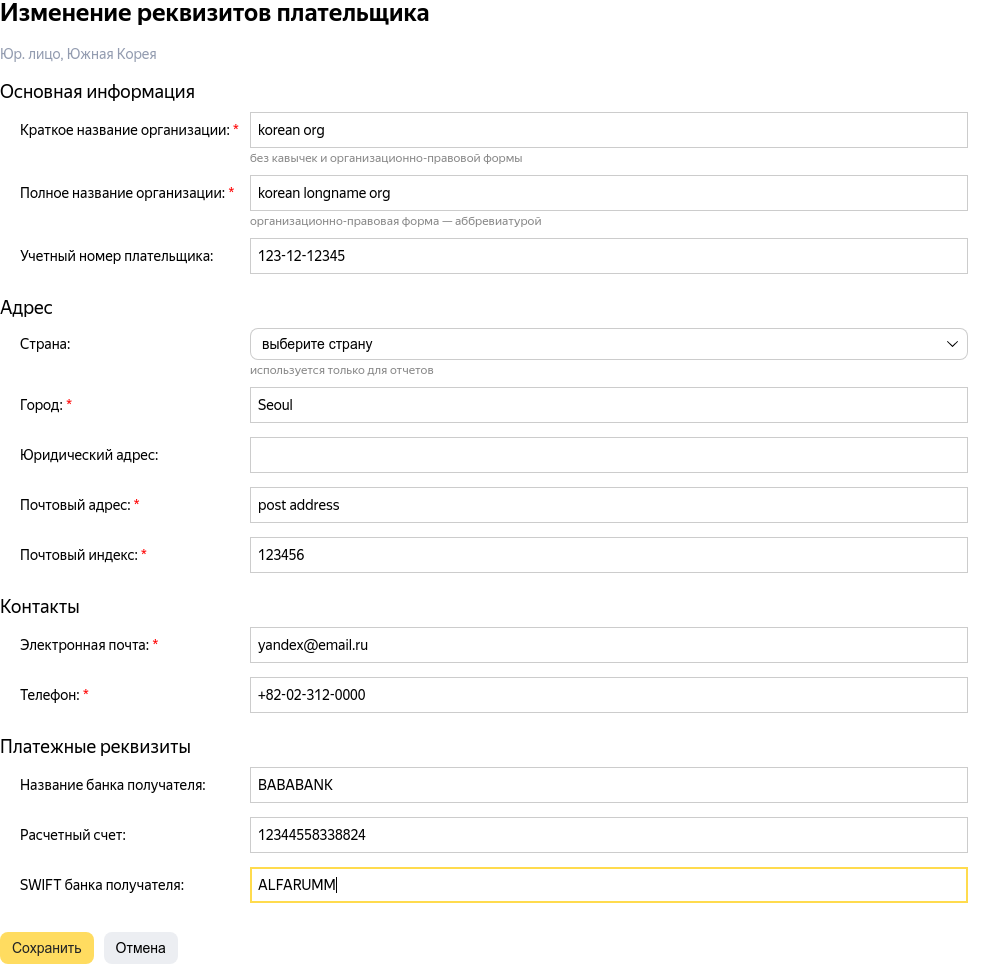 Изменение реквизитов плательщика
Юр. лицо, Южная Корея
Основная информация
Краткое название организации: * korean org
без кавычек и организационно-правовой формы
Полное название организации: * korean longname org
организационно-правовая форма — аббревиатурой
Учетный номер плательщика: 123-12-12345
Адрес
Страна: выберите страну
используется только для отчетов
Город: * Seoul
Юридический адрес:
Почтовый адрес: * post address
Почтовый индекс: * 123456
Контакты
Электронная почта: * yandex@email.ru
Телефон: * +82-02-312-0000
Платежные реквизиты
Название банка получателя: BABABANK
Расчетный счет: 12344558338824
SWIFT банка получателя: ALFARUMM
Сохранить Отмена